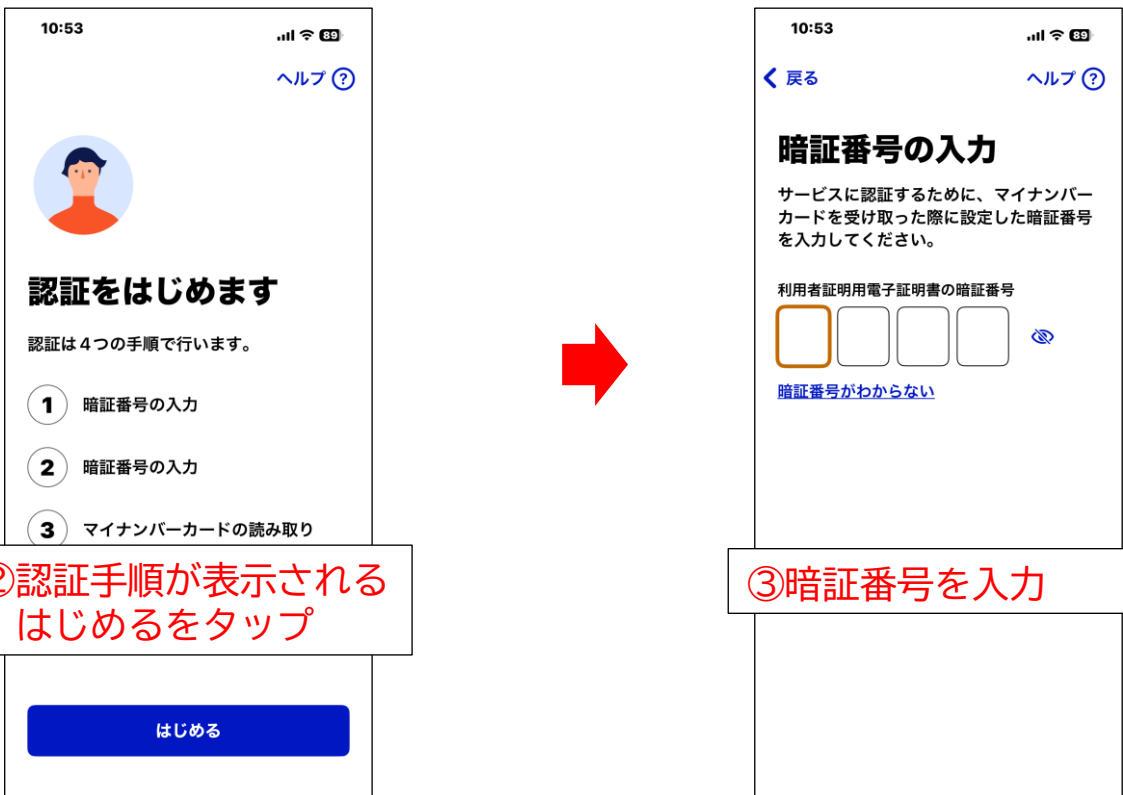 10:53
89
ヘルプ ?
認証をはじめます
認証は4つの手順で行います。
1 暗証番号の入力
2 暗証番号の入力
3 マイナンバーカードの読み取り
②認証手順が表示される
はじめるをタップ
はじめる
10:53
89
戻る
ヘルプ ?
暗証番号の入力
サービスに認証するために、マイナンバー
カードを受け取った際に設定した暗証番号
を入力してください。
利用者証明用電子証明書の暗証番号
暗証番号がわからない
③暗証番号を入力